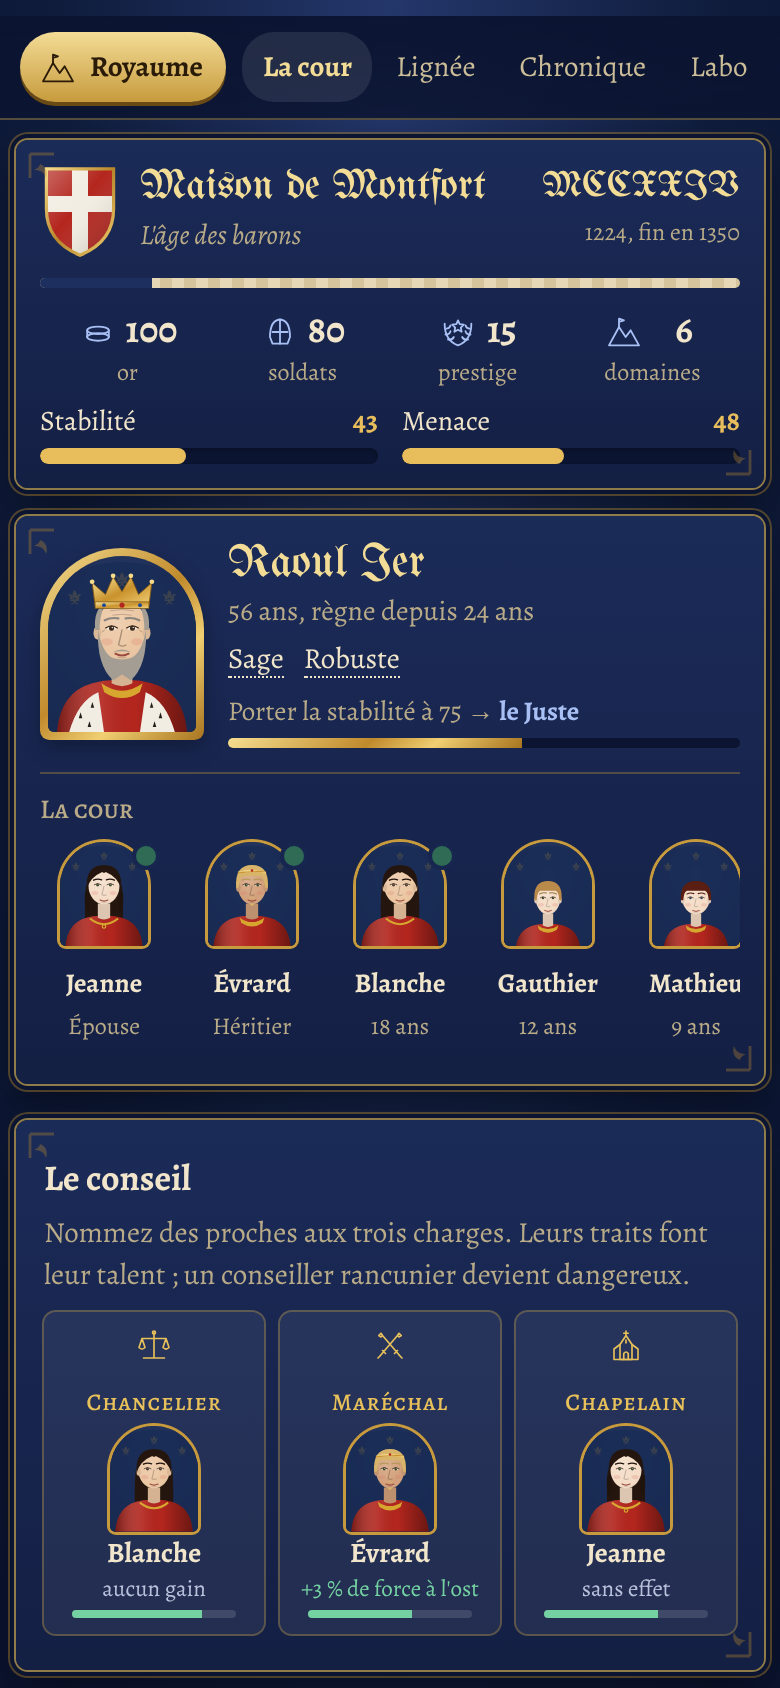 Royaume La cour Lignée Chronique Labo
Maison de Montfort MCCXXIV
L'âge des barons 1224, fin en 1350
100 80 15 6
or soldats prestige domaines
Stabilité 43 Menace 48
Raoul Ier
56 ans, règne depuis 24 ans
Sage Robuste
Porter la stabilité à 75 → le Juste
La cour
Jeanne Évrard Blanche Gauthier Mathieu
Épouse Héritier 18 ans 12 ans 9 ans
Le conseil
Nommez des proches aux trois charges. Leurs traits font
leur talent ; un conseiller rancunier devient dangereux.
Chancelier Maréchal Chapelain
Blanche Évrard Jeanne
aucun gain +3 % de force à l'ost sans effet